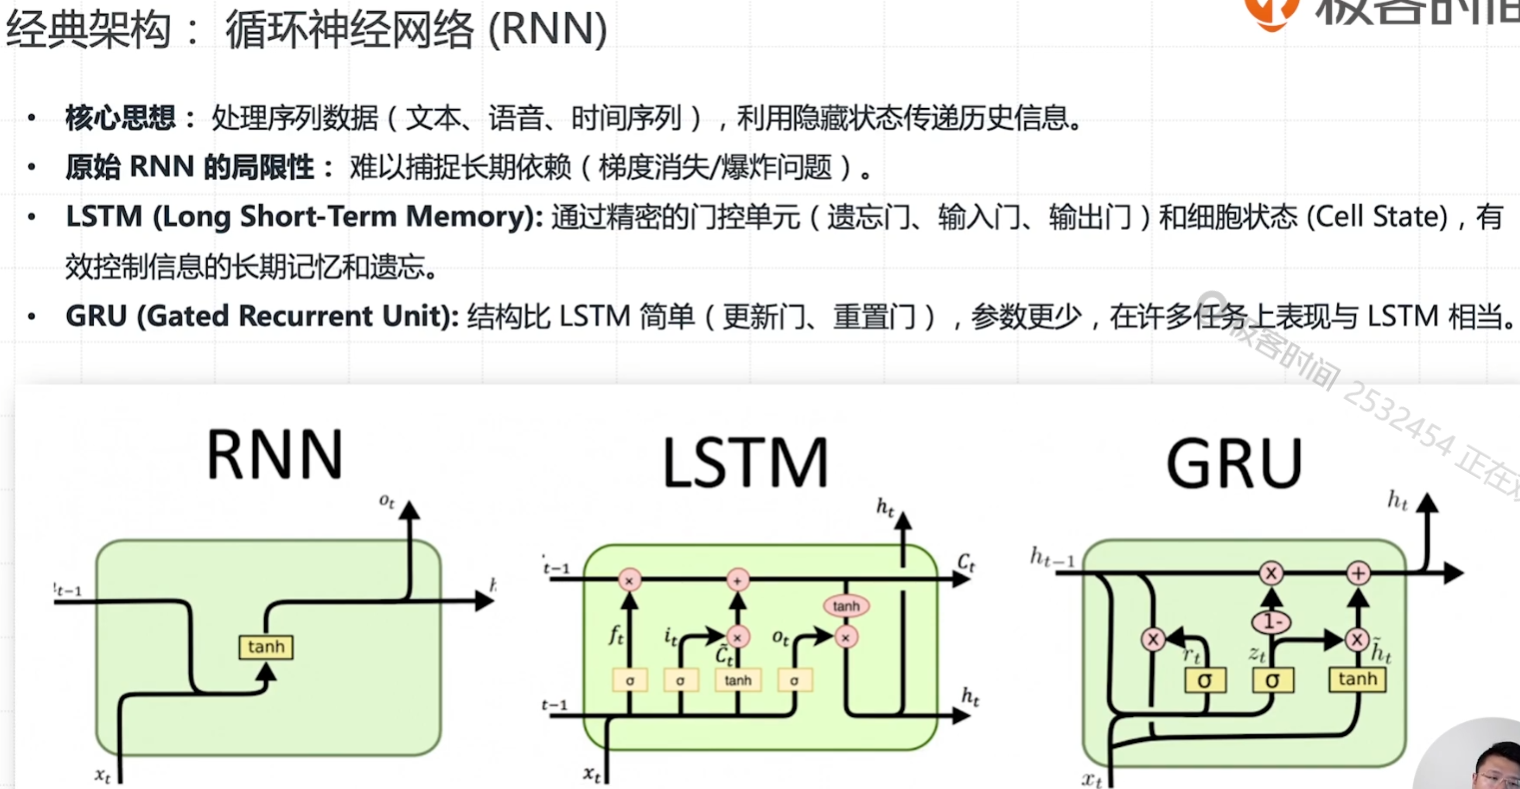 经典架构： 循环神经网络 (RNN)
极客时间
• 核心思想： 处理序列数据（文本、语音、时间序列），利用隐藏状态传递历史信息。
• 原始 RNN 的局限性： 难以捕捉长期依赖（梯度消失/爆炸问题）。
• LSTM (Long Short-Term Memory): 通过精密的门控单元（遗忘门、输入门、输出门）和细胞状态 (Cell State)，有
效控制信息的长期记忆和遗忘。
• GRU (Gated Recurrent Unit): 结构比 LSTM 简单（更新门、重置门），参数更少，在许多任务上表现与 LSTM 相当。
极客时间 2532454 正在
RNN
o_t
t−1
h
tanh
x_t
LSTM
h_t
t−1
C_t
× + tanh
f_t i_t × o_t ×
C̃_t
σ σ tanh σ
t−1
h_t
x_t
GRU
h_t
h_{t−1}
x +
1-
x r_t z_t x h̃_t
σ σ tanh
x_t